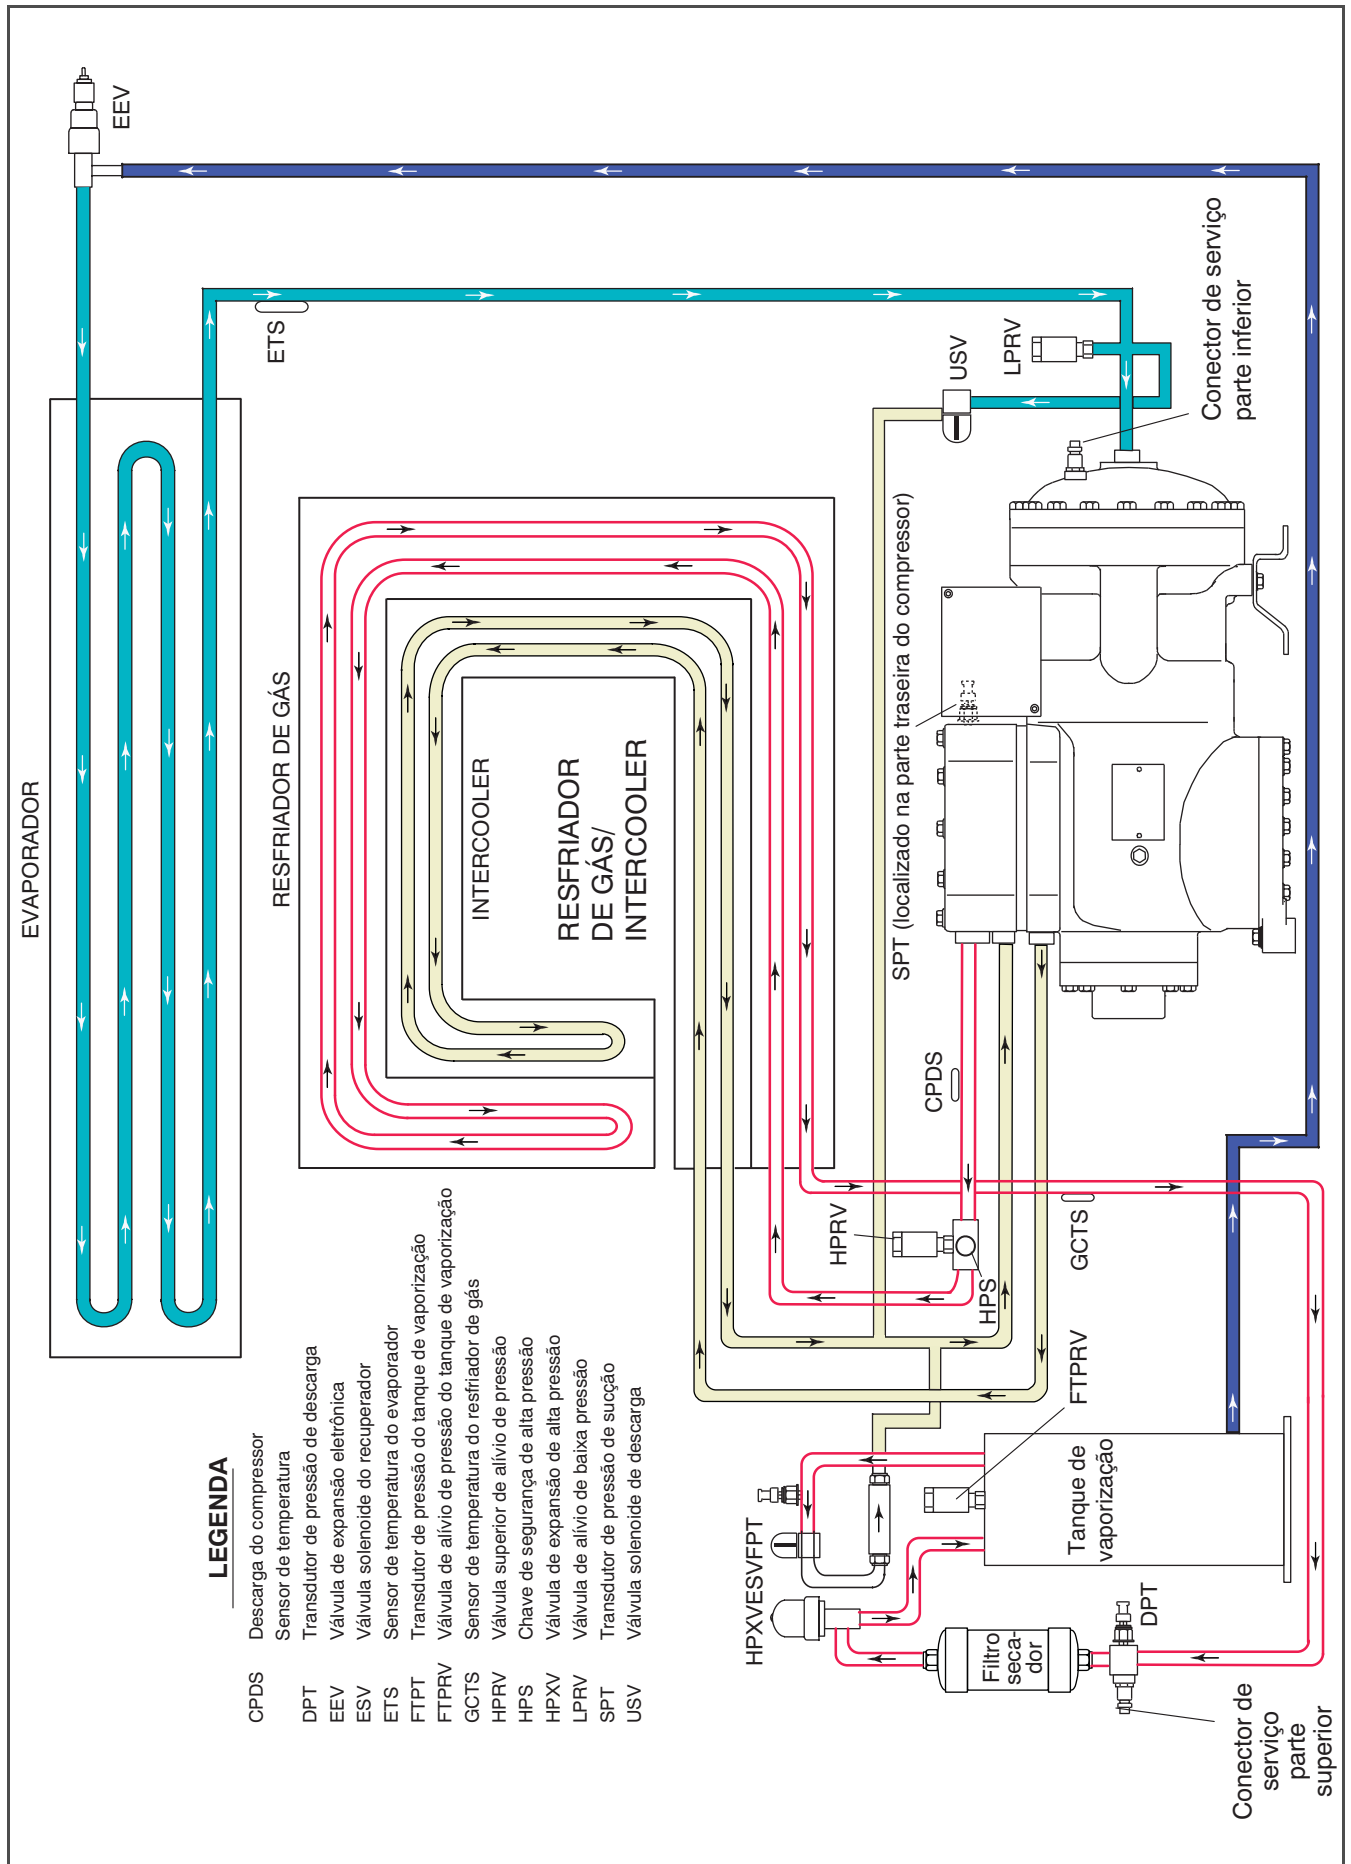 EVAPORADOR
EEV
ETS
RESFRIADOR DE GÁS
INTERCOOLER
RESFRIADOR
DE GÁS/
INTERCOOLER
USV
LPRV
Conector de serviço
parte inferior
SPT (localizado na parte traseira do compressor)
CPDS
HPRV
HPS
GCTS
FTPRV
Tanque de
vaporização
HPXVESVFPT
Filtro
seca-
dor
DPT
Conector de
serviço
parte
superior
LEGENDA
CPDS Descarga do compressor
Sensor de temperatura
DPT Transdutor de pressão de descarga
EEV Válvula de expansão eletrônica
ESV Válvula solenoide do recuperador
ETS Sensor de temperatura do evaporador
FTPT Transdutor de pressão do tanque de vaporização
FTPRV Válvula de alívio de pressão do tanque de vaporização
GCTS Sensor de temperatura do resfriador de gás
HPRV Válvula superior de alívio de pressão
HPS Chave de segurança de alta pressão
HPXV Válvula de expansão de alta pressão
LPRV Válvula de alívio de baixa pressão
SPT Transdutor de pressão de sucção
USV Válvula solenoide de descarga